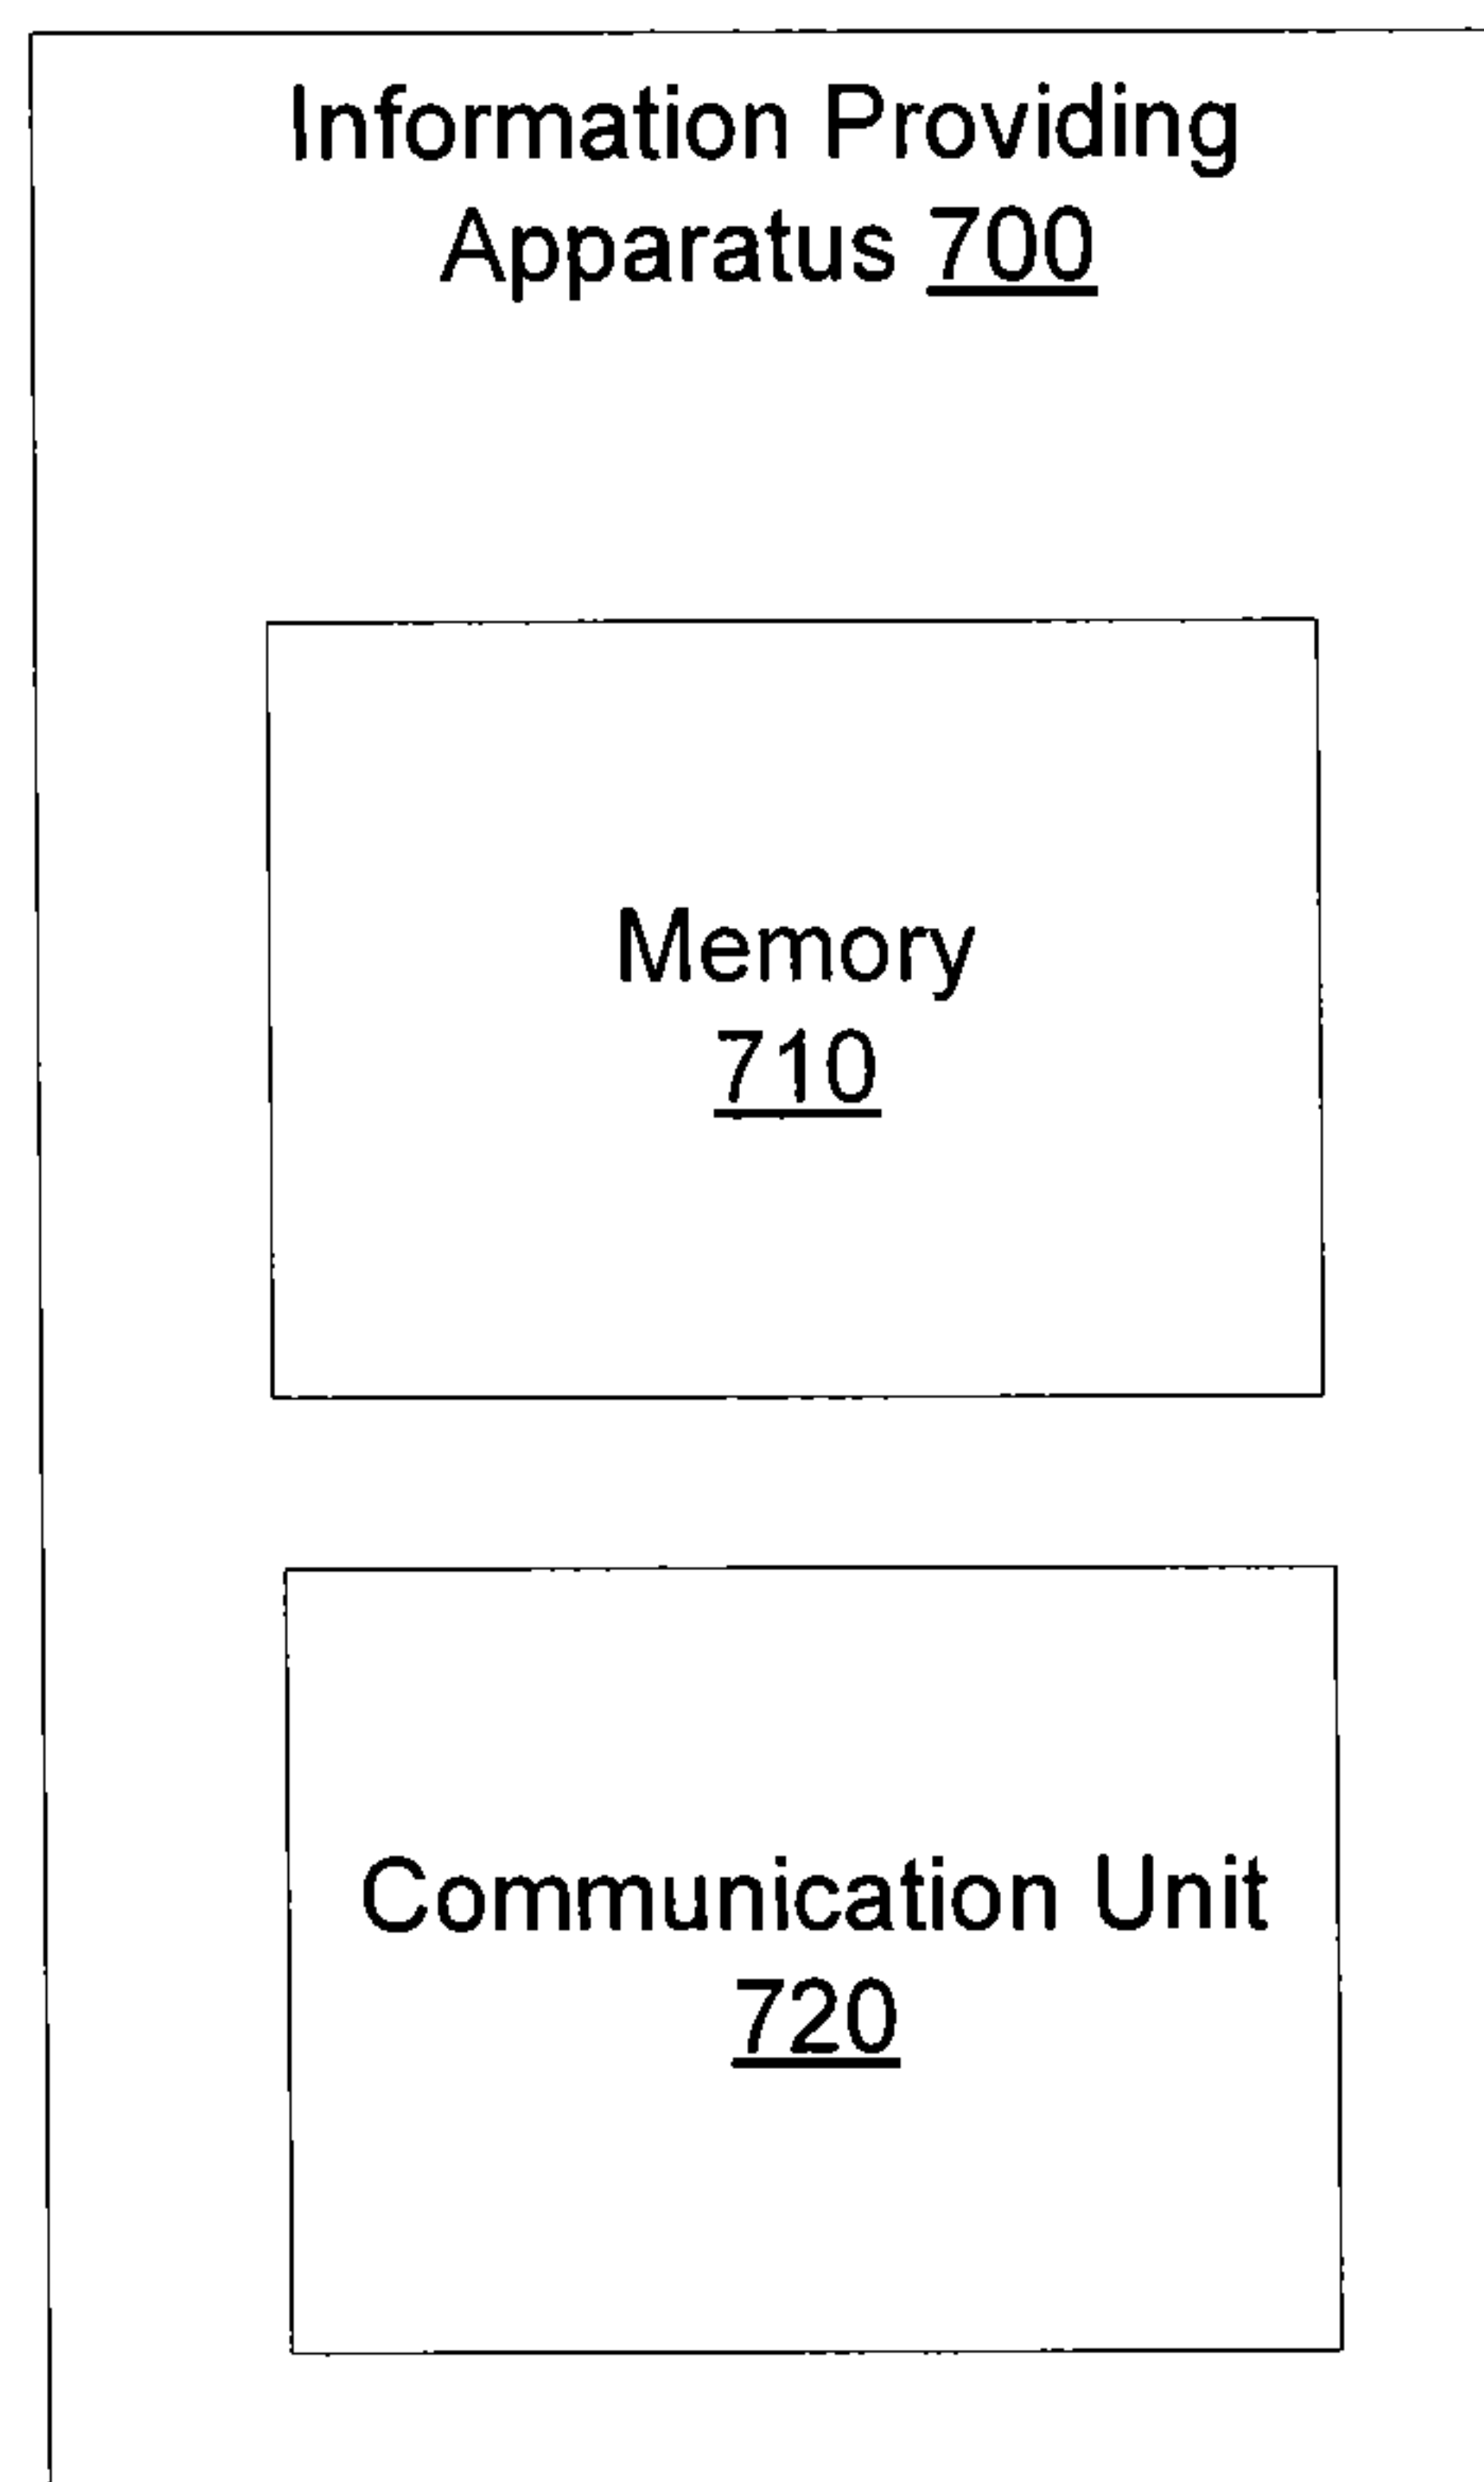 Information Providing
Apparatus 700
Memory
710
Communication Unit
720